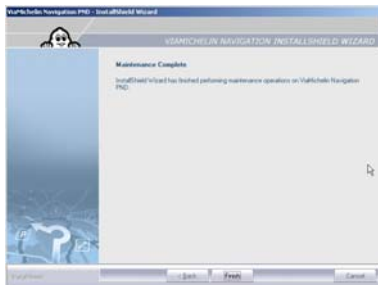 ViaMichelin Navigation PND - InstallShield Wizard
VIAMICHELIN NAVIGATION INSTALLSHIELD WIZARD
Maintenance Complete
InstallShield Wizard has finished performing maintenance operations on ViaMichelin Navigation
PND.
InstallShield
< Back
Finish
Cancel